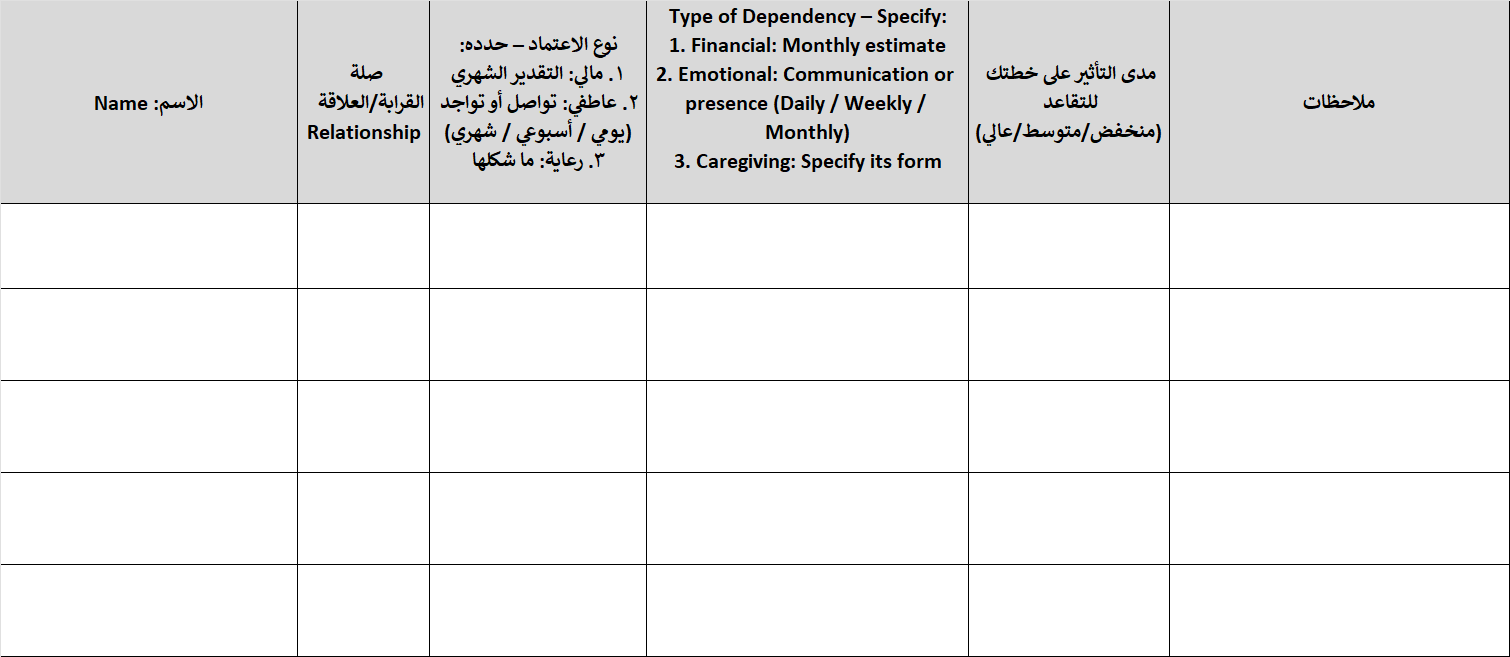 الاسم: Name
صلة
القرابة/العلاقة
Relationship
نوع الاعتماد – حدده:
١. مالي: التقدير الشهري
٢. عاطفي: تواصل أو تواجد
(يومي / أسبوعي / شهري)
٣. رعاية: ما شكلها
Type of Dependency – Specify:
1. Financial: Monthly estimate
2. Emotional: Communication or
presence (Daily / Weekly /
Monthly)
3. Caregiving: Specify its form
مدى التأثير على خطتك
للتقاعد
(منخفض/متوسط/عالي)
ملاحظات